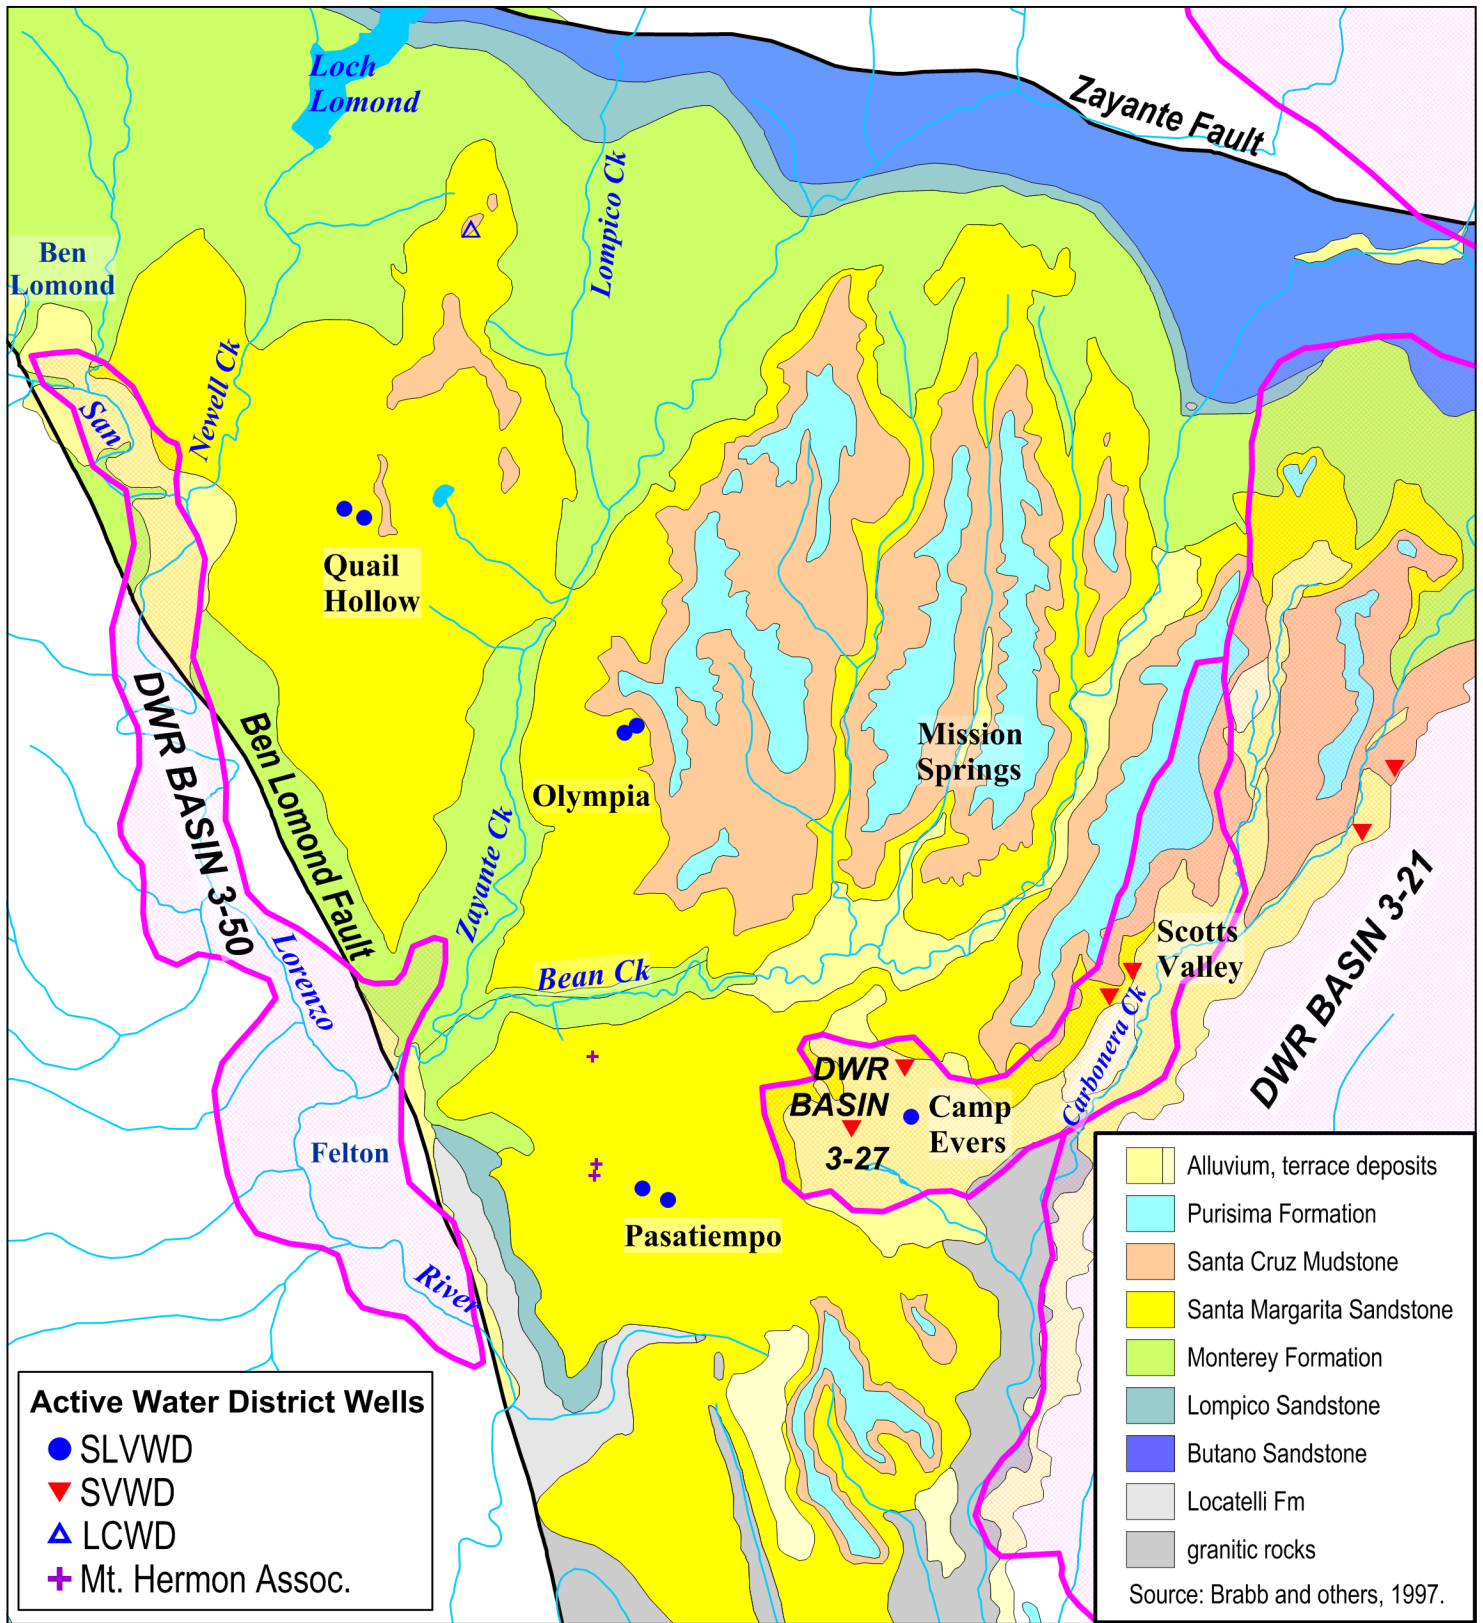 Loch
Lomond
Zayante Fault
Lompico Ck
Ben
Lomond
Newell Ck
San
Quail
Hollow
DWR BASIN 3-50
Ben Lomond Fault
Mission
Springs
Olympia
Zayante Ck
Bean Ck
Lorenzo
Scotts
Valley
DWR BASIN 3-21
Carbonera Ck
DWR
BASIN
3-27
Camp
Evers
Felton
Pasatiempo
River
Active Water District Wells
SLVWD
SVWD
LCWD
Mt. Hermon Assoc.
Alluvium, terrace deposits
Purisima Formation
Santa Cruz Mudstone
Santa Margarita Sandstone
Monterey Formation
Lompico Sandstone
Butano Sandstone
Locatelli Fm
granitic rocks
Source: Brabb and others, 1997.